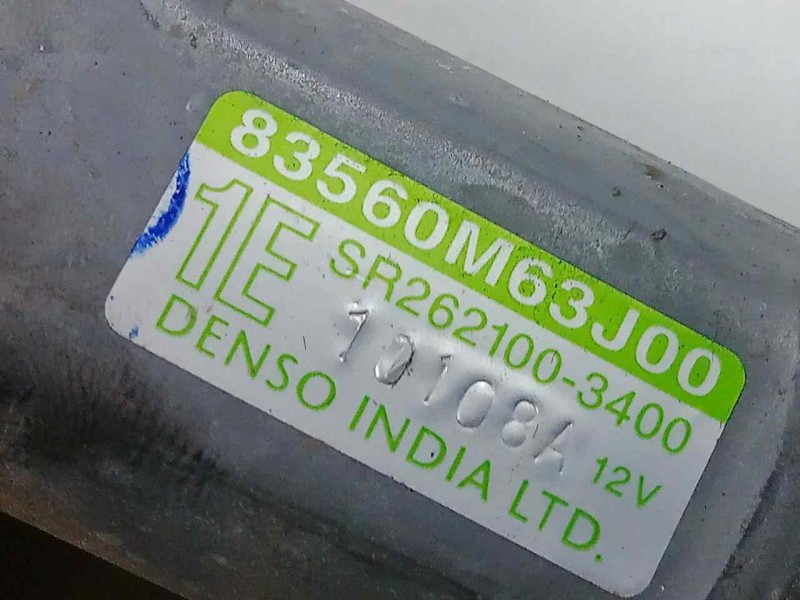 83560M63J00
1E SR262100-3400
10108A 12V
DENSO INDIA LTD.